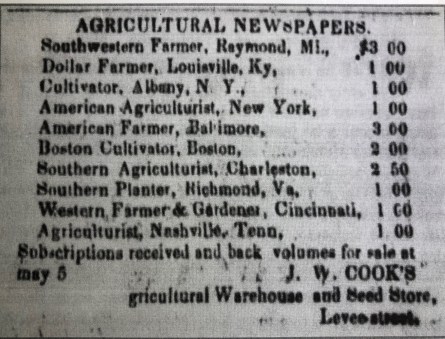 AGRICULTURAL NEWSPAPERS.
Southwestern Farmer, Raymond, Mi., $3 00
Dollar Farmer, Louisville, Ky, 1 00
Cultivator, Albany, N. Y., 1 00
American Agriculturist, New York, 1 00
American Farmer, Baltimore, 3 00
Boston Cultivator, Boston, 2 00
Southern Agriculturist, Charleston, 2 50
Southern Planter, Richmond, Va, 1 00
Western Farmer & Gardener, Cincinnati, 1 00
Agriculturist, Nashville, Tenn, 1 00
Subscriptions received and back volumes for sale at
may 5 J. W. COOK'S
gricultural Warehouse and Seed Store,
Levee street.